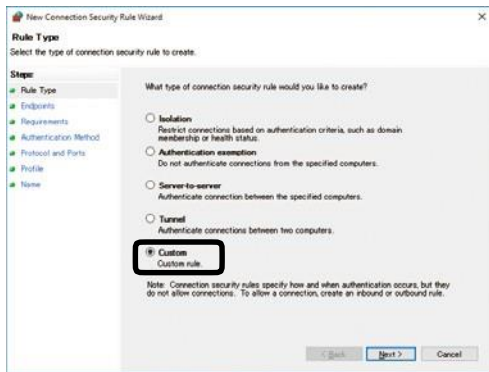 New Connection Security Rule Wizard
Rule Type
Select the type of connection security rule to create.
Steps:
Rule Type
Endpoints
Requirements
Authentication Method
Protocol and Ports
Profile
Name
What type of connection security rule would you like to create?
Isolation
Restrict connections based on authentication criteria, such as domain
membership or health status.
Authentication exemption
Do not authenticate connections from the specified computers.
Server-to-server
Authenticate connection between the specified computers.
Tunnel
Authenticate connections between two computers.
Custom
Custom rule.
Note: Connection security rules specify how and when authentication occurs, but they
do not allow connections. To allow a connection, create an inbound or outbound rule.
< Back Next > Cancel